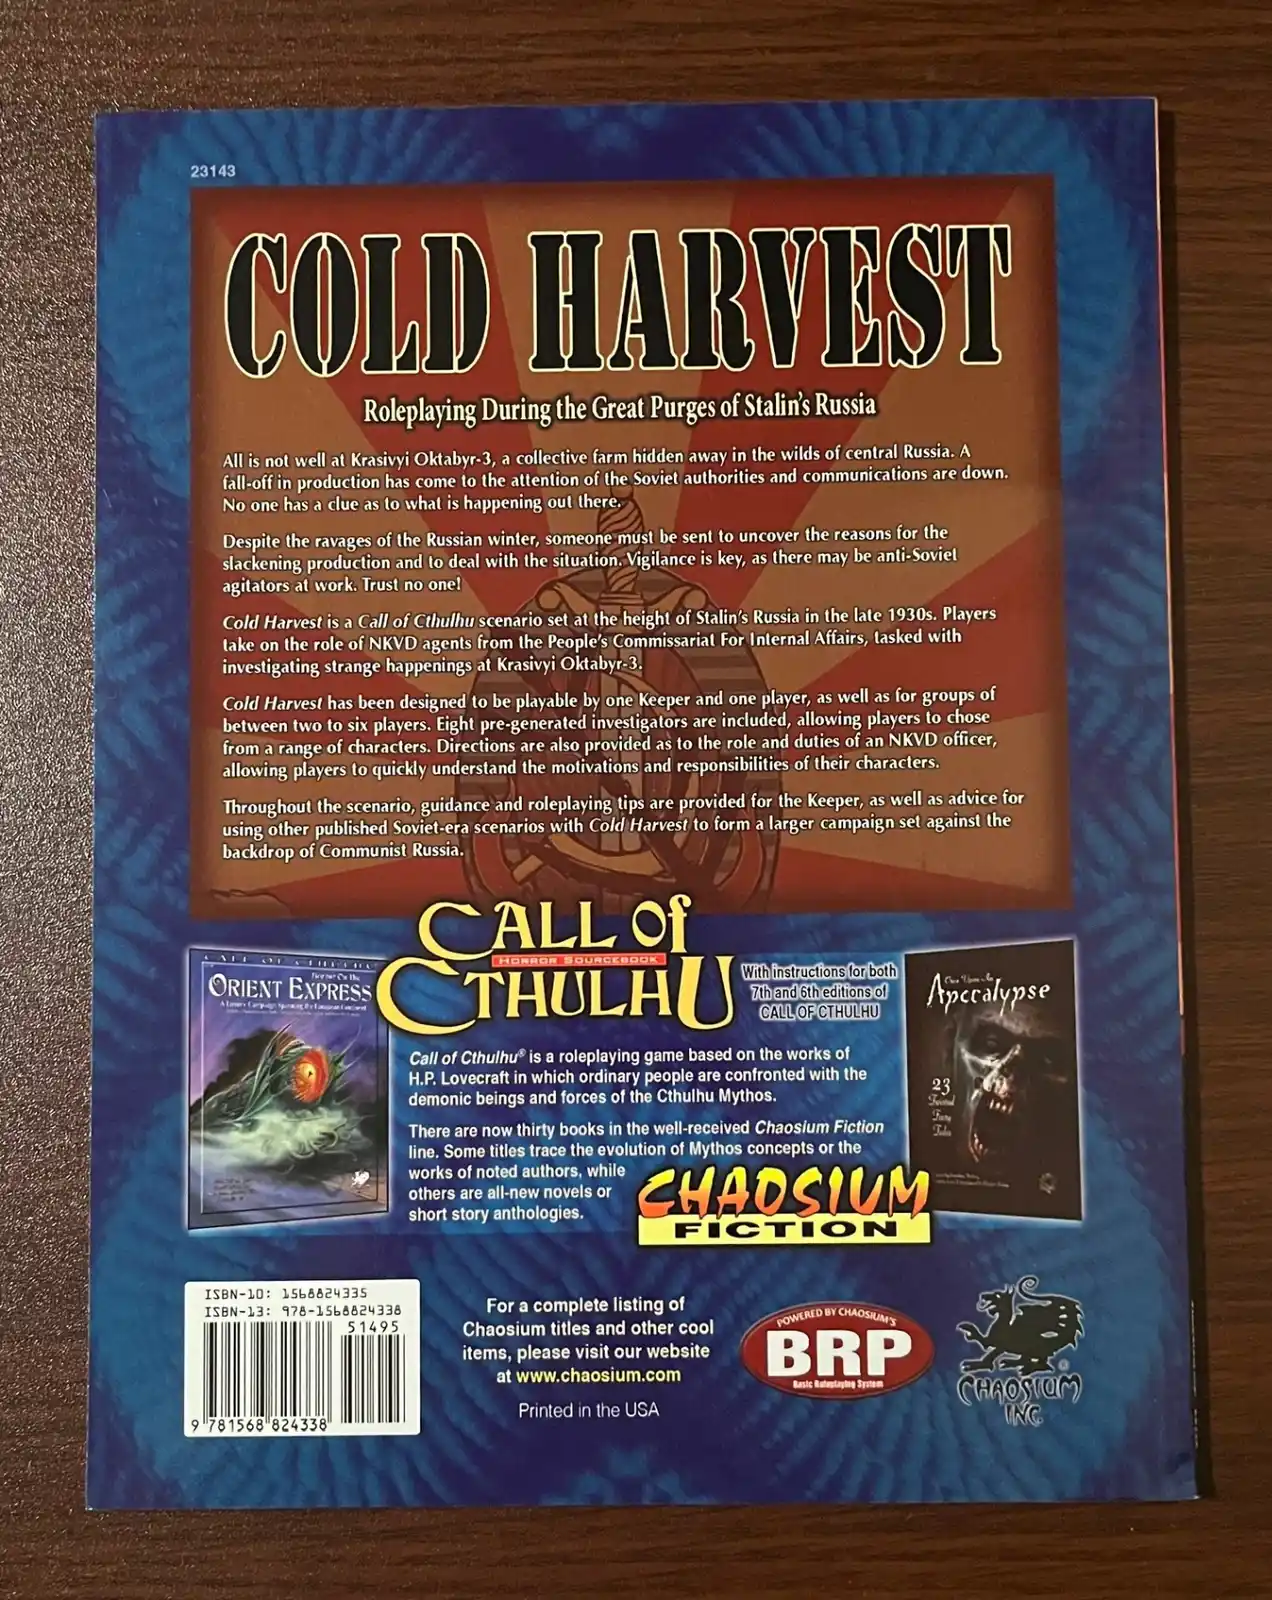 23143
COLD HARVEST
Roleplaying During the Great Purges of Stalin's Russia
All is not well at Krasivyi Oktabyr-3, a collective farm hidden away in the wilds of central Russia. A
fall-off in production has come to the attention of the Soviet authorities and communications are down.
No one has a clue as to what is happening out there.
Despite the ravages of the Russian winter, someone must be sent to uncover the reasons for the
slackening production and to deal with the situation. Vigilance is key, as there may be anti-Soviet
agitators at work. Trust no one!
Cold Harvest is a Call of Cthulhu scenario set at the height of Stalin's Russia in the late 1930s. Players
take on the role of NKVD agents from the People's Commissariat For Internal Affairs, tasked with
investigating strange happenings at Krasivyi Oktabyr-3.
Cold Harvest has been designed to be playable by one Keeper and one player, as well as for groups of
between two to six players. Eight pre-generated investigators are included, allowing players to chose
from a range of characters. Directions are also provided as to the role and duties of an NKVD officer,
allowing players to quickly understand the motivations and responsibilities of their characters.
Throughout the scenario, guidance and roleplaying tips are provided for the Keeper, as well as advice for
using other published Soviet-era scenarios with Cold Harvest to form a larger campaign set against the
backdrop of Communist Russia.
CALL OF CTHULHU
Horror On The
ORIENT EXPRESS
CALL Of
HORROR SOURCEBOOK
CTHULHU
With instructions for both
7th and 6th editions of
CALL OF CTHULHU
Once Upon An
Apocalypse
23
Twisted
Fairy
Tales
Call of Cthulhu® is a roleplaying game based on the works of
H.P. Lovecraft in which ordinary people are confronted with the
demonic beings and forces of the Cthulhu Mythos.
There are now thirty books in the well-received Chaosium Fiction
line. Some titles trace the evolution of Mythos concepts or the
works of noted authors, while
others are all-new novels or
short story anthologies.
CHAOSIUM
FICTION
ISBN-10: 1568824335
ISBN-13: 978-1568824338
51495
9 781568 824338
For a complete listing of
Chaosium titles and other cool
items, please visit our website
at www.chaosium.com
Printed in the USA
POWERED BY CHAOSIUM'S
BRP
Basic Roleplaying System
CHAOSIUM
INC.
®